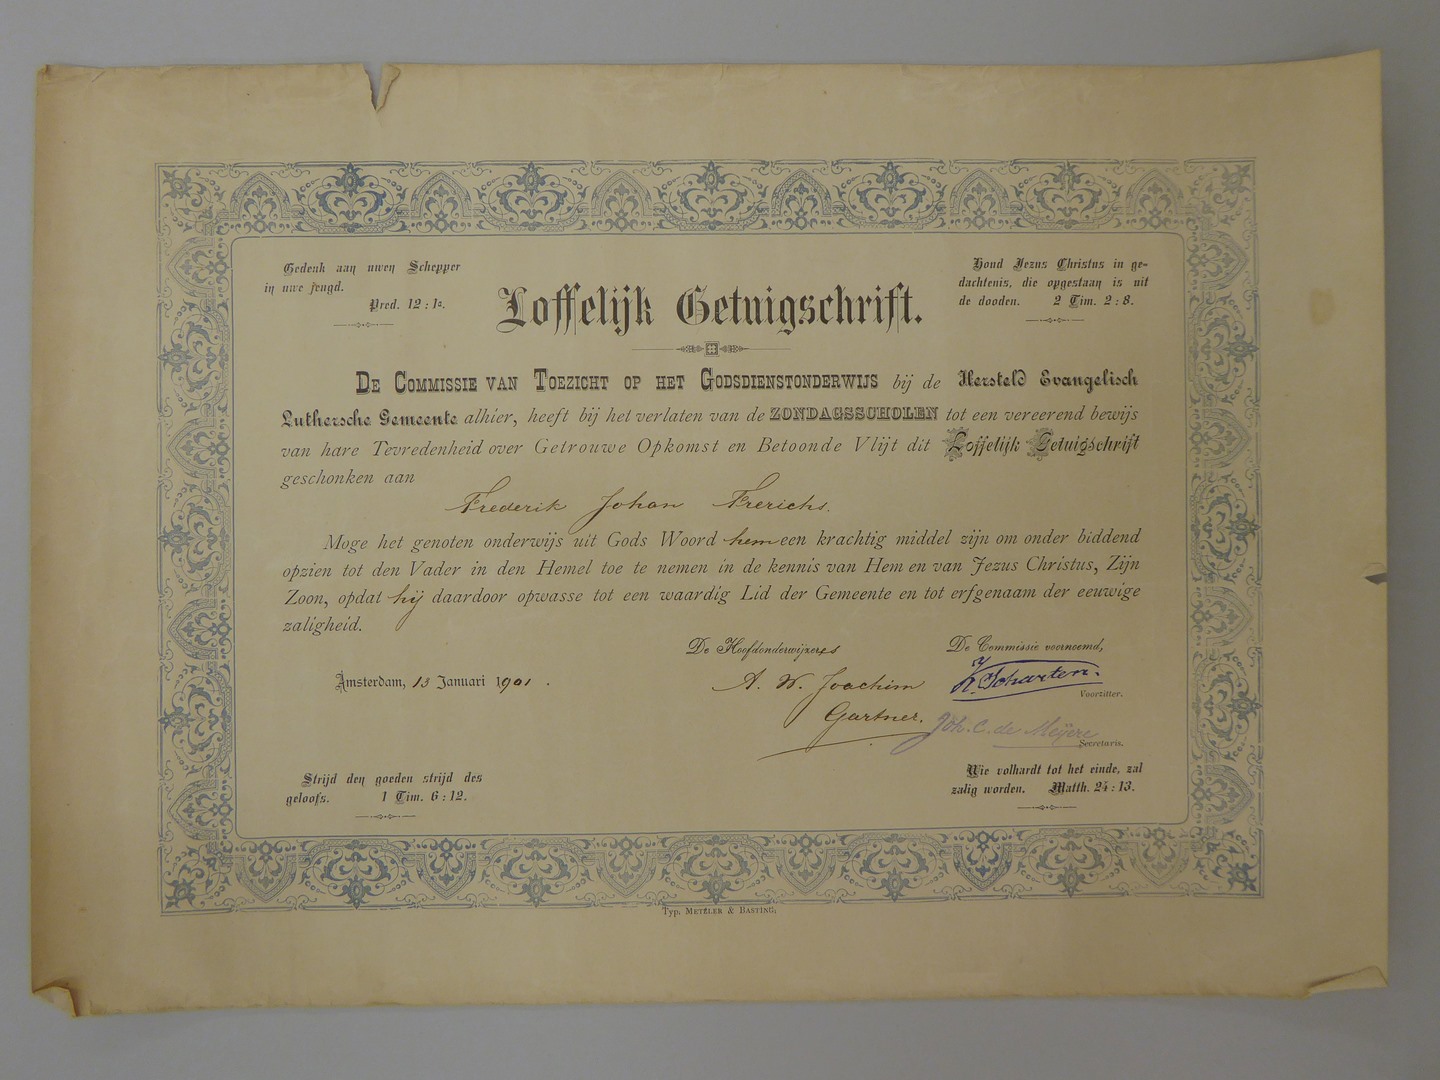 Gedenk aan uwen Schepper
in uwe jeugd.
Pred. 12 : 1a.
Houd Jezus Christus in ge-
dachtenis, die opgestaan is uit
de dooden. 2 Tim. 2 : 8.
Loffelijk Getuigschrift.
De Commissie van Toezicht op het Godsdienstonderwijs bij de Hersteld Evangelisch
Luthersche Gemeente alhier, heeft bij het verlaten van de ZONDAGSSCHOLEN tot een vereerend bewijs
van hare Tevredenheid over Getrouwe Opkomst en Betoonde Vlijt dit Loffelijk Getuigschrift
geschonken aan
Frederik Johan Frerichs.
Moge het genoten onderwijs uit Gods Woord hem een krachtig middel zijn om onder biddend
opzien tot den Vader in den Hemel toe te nemen in de kennis van Hem en van Jezus Christus, Zijn
Zoon, opdat hij daardoor opwasse tot een waardig Lid der Gemeente en tot erfgenaam der eeuwige
zaligheid.
De Hoofdonderwijzeres
De Commissie voornoemd,
Amsterdam, 13 Januari 1901.
A. W. Joachim
Gartner.
K. Scharten.
Voorzitter.
Joh. C. de Meijere
Secretaris.
Strijd den goeden strijd des
geloofs. 1 Tim. 6 : 12.
Wie volhardt tot het einde, zal
zalig worden. Matth. 24 : 13.
Typ. Metzler & Basting,